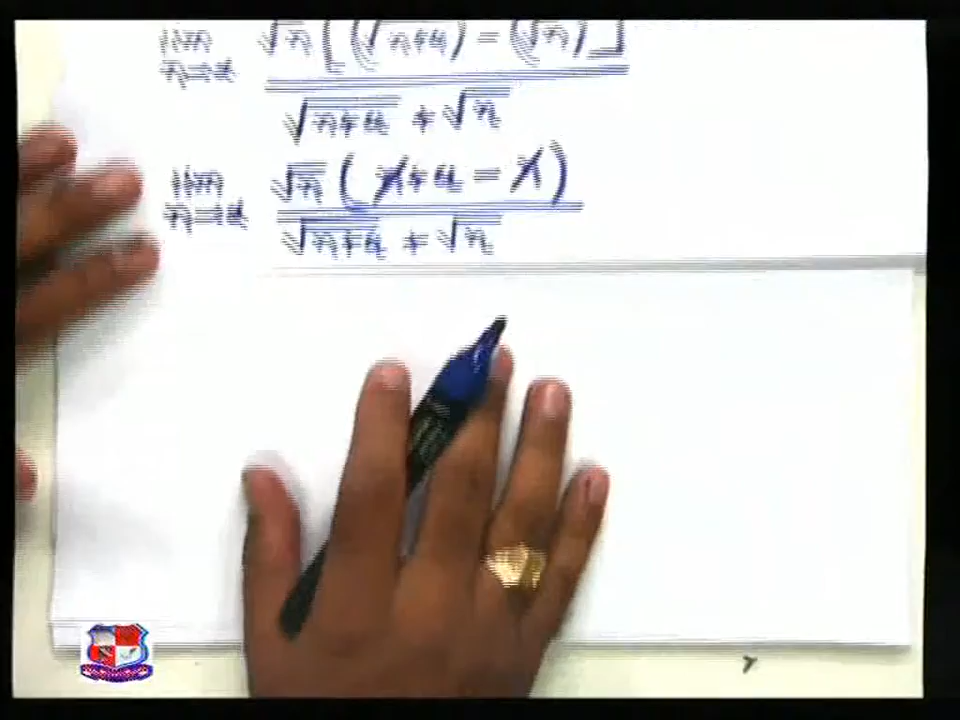 lim √n [ (√n+4) - (√n) ]
n→α √n+4 + √n
lim √n ( n+4 - n )
n→α √n+4 + √n